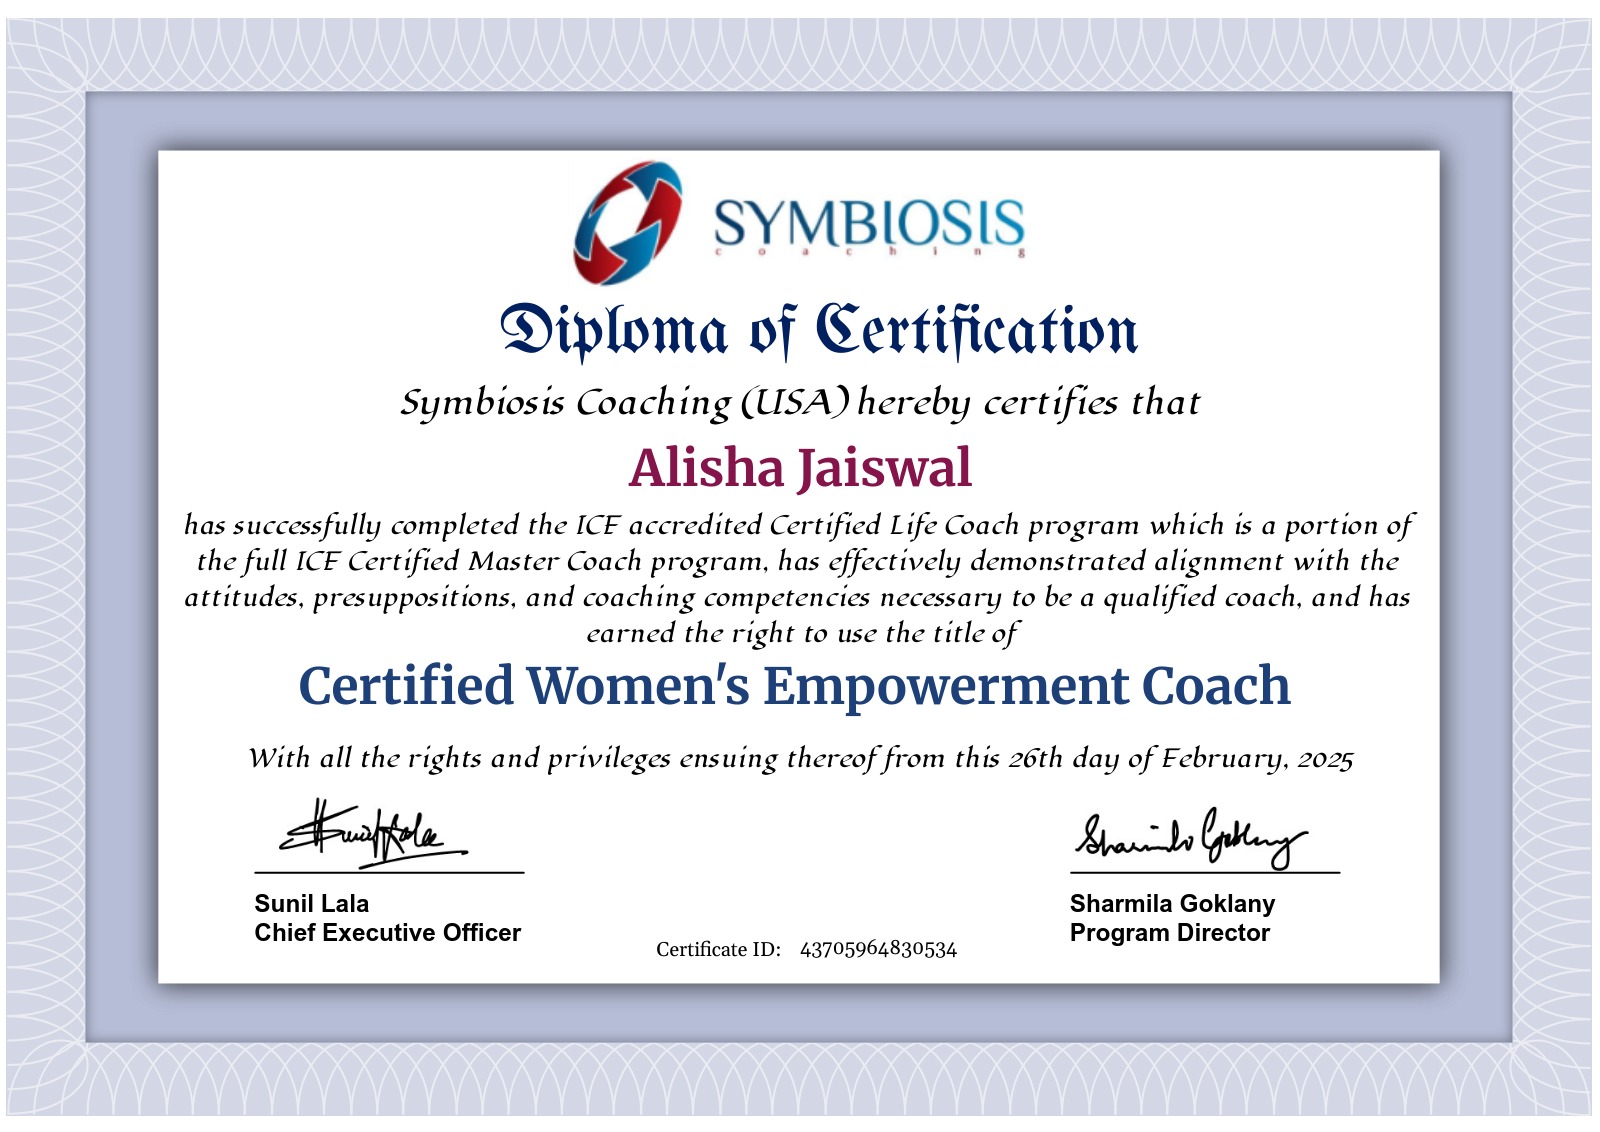 SYMBIOSIS
coaching
Diploma of Certification
Symbiosis Coaching (USA) hereby certifies that
Alisha Jaiswal
has successfully completed the ICF accredited Certified Life Coach program which is a portion of
the full ICF Certified Master Coach program, has effectively demonstrated alignment with the
attitudes, presuppositions, and coaching competencies necessary to be a qualified coach, and has
earned the right to use the title of
Certified Women's Empowerment Coach
With all the rights and privileges ensuing thereof from this 26th day of February, 2025
Sunil Lala
Sharmila Goklany
Sunil Lala
Chief Executive Officer
Sharmila Goklany
Program Director
Certificate ID: 43705964830534